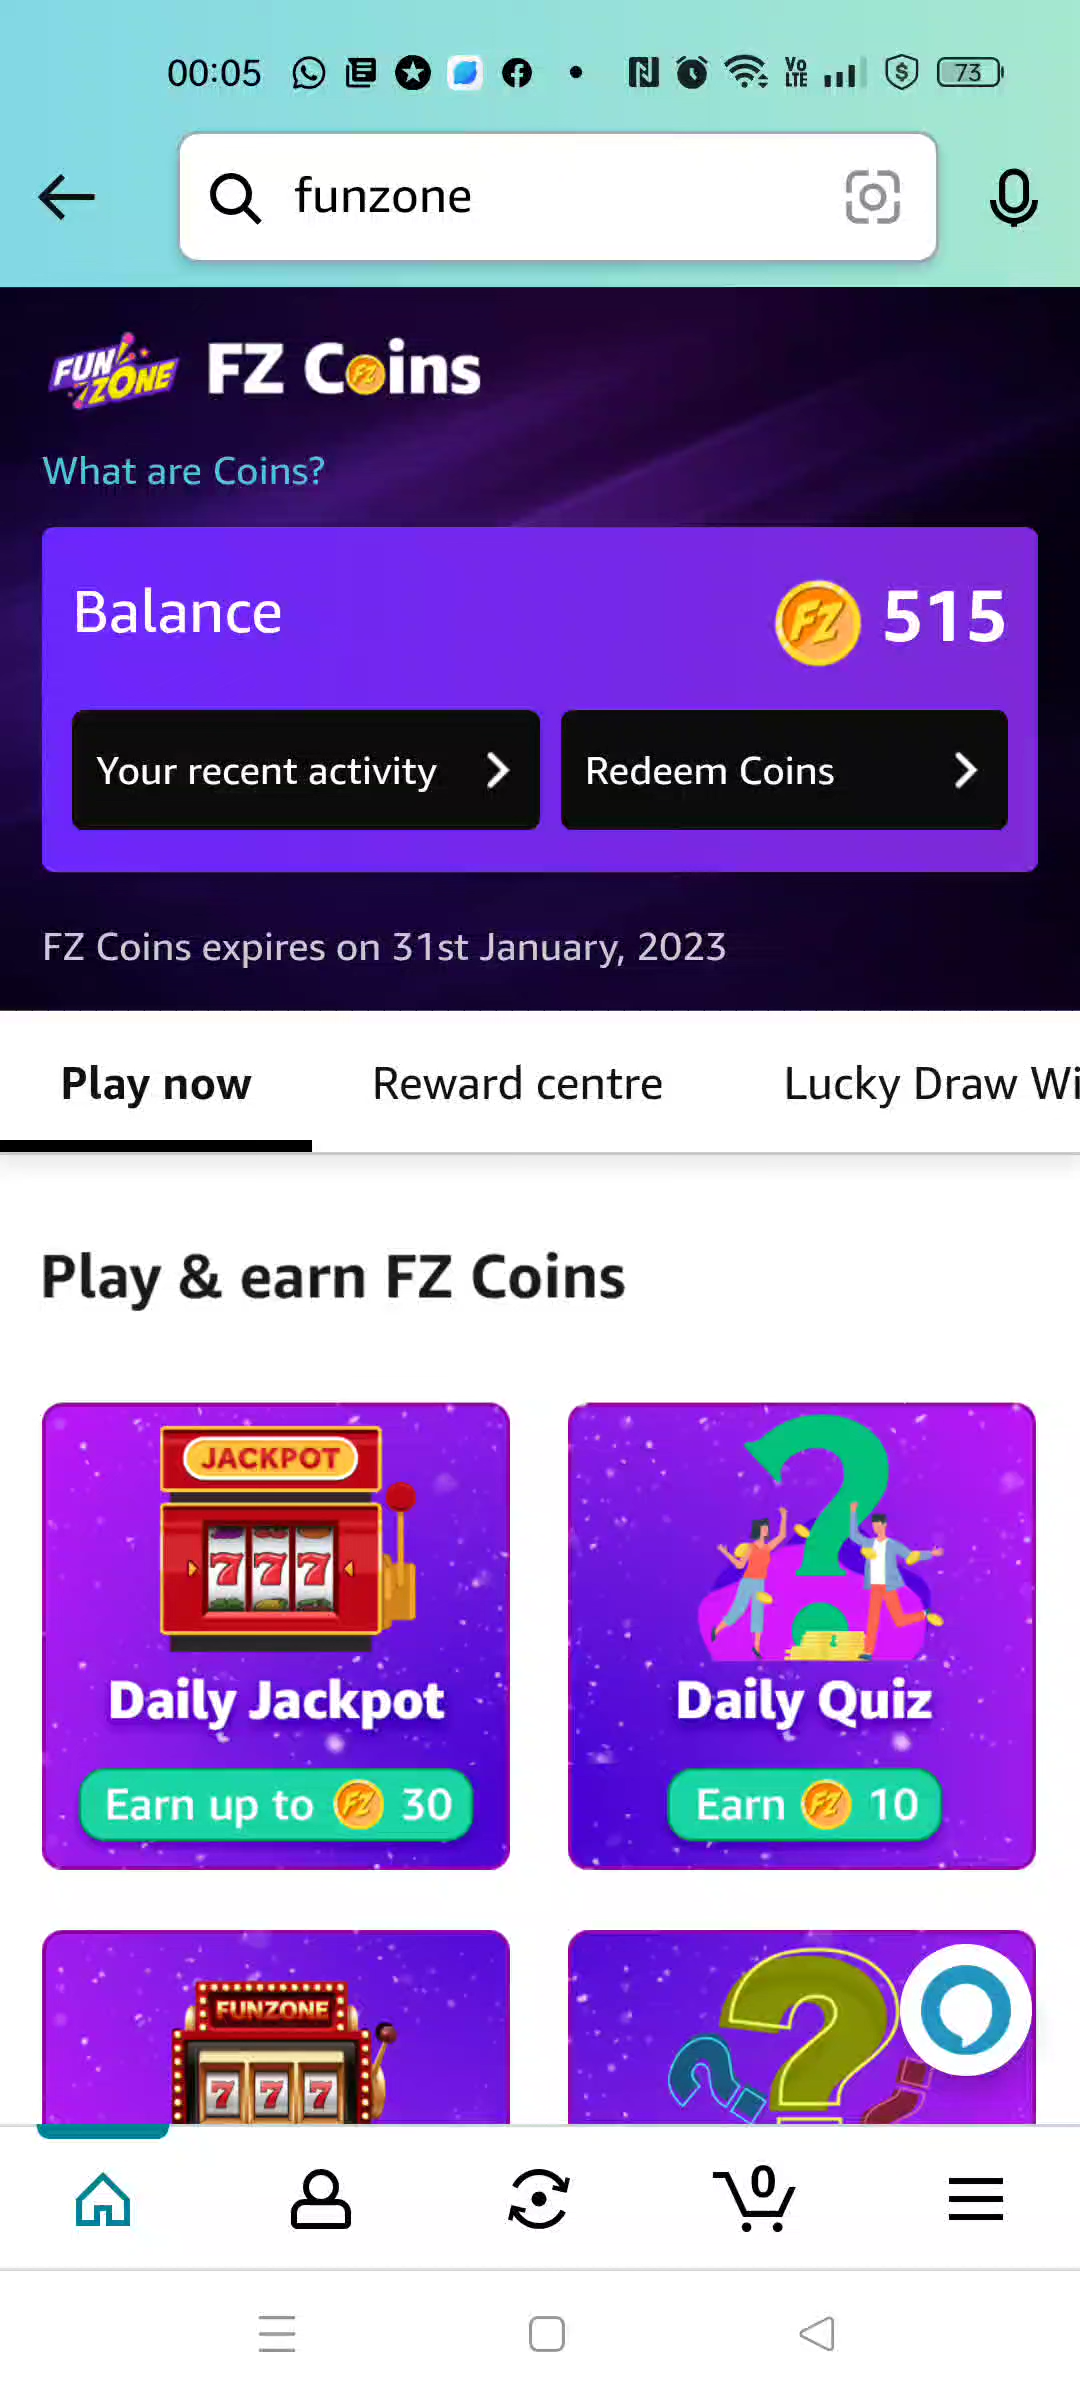 00:05
VoLTE
73
funzone
FUN ZONE FZ Coins
What are Coins?
Balance FZ 515
Your recent activity
Redeem Coins
FZ Coins expires on 31st January, 2023
Play now Reward centre Lucky Draw Wi
Play & earn FZ Coins
JACKPOT
777
Daily Jackpot
Earn up to FZ 30
Daily Quiz
Earn FZ 10
FUNZONE
777
0